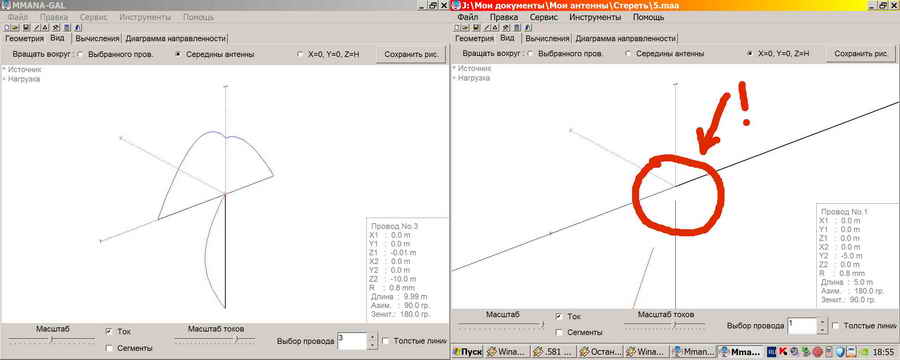 MMANA-GAL
Файл Правка Сервис Инструменты Помощь
Геометрия Вид Вычисления Диаграмма направленности
Вращать вокруг : Выбранного пров. Середины антенны X=0, Y=0, Z=H Сохранить рис.
Источник
Нагрузка
Провод No.3
X1 : 0.0 m
Y1 : 0.0 m
Z1 : -0.01 m
X2 : 0.0 m
Y2 : 0.0 m
Z2 : -10.0 m
R : 0.8 mm
Длина : 9.99 m
Азим. : 90.0 гр.
Зенит.: 180.0 гр.
Масштаб Ток Масштаб токов
Сегменты Выбор провода 3 Толстые линии
J:\Мои документы\Мои антенны\Стереть\5.maa
Файл Правка Сервис Инструменты Помощь
Геометрия Вид Вычисления Диаграмма направленности
Вращать вокруг : Выбранного пров. Середины антенны X=0, Y=0, Z=H Сохранить рис.
Источник
Нагрузка
!
Провод No.1
X1 : 0.0 m
Y1 : 0.0 m
Z1 : 0.0 m
X2 : 0.0 m
Y2 : -5.0 m
Z2 : 0.0 m
R : 0.8 mm
Длина : 5.0 m
Азим. : 180.0 гр.
Зенит.: 90.0 гр.
Масштаб Ток Масштаб токов
Сегменты Выбор провода 1 Толстые лини
Пуск Wina... .581 ... Остан... Wina... Mman... Mma... RU 18:55